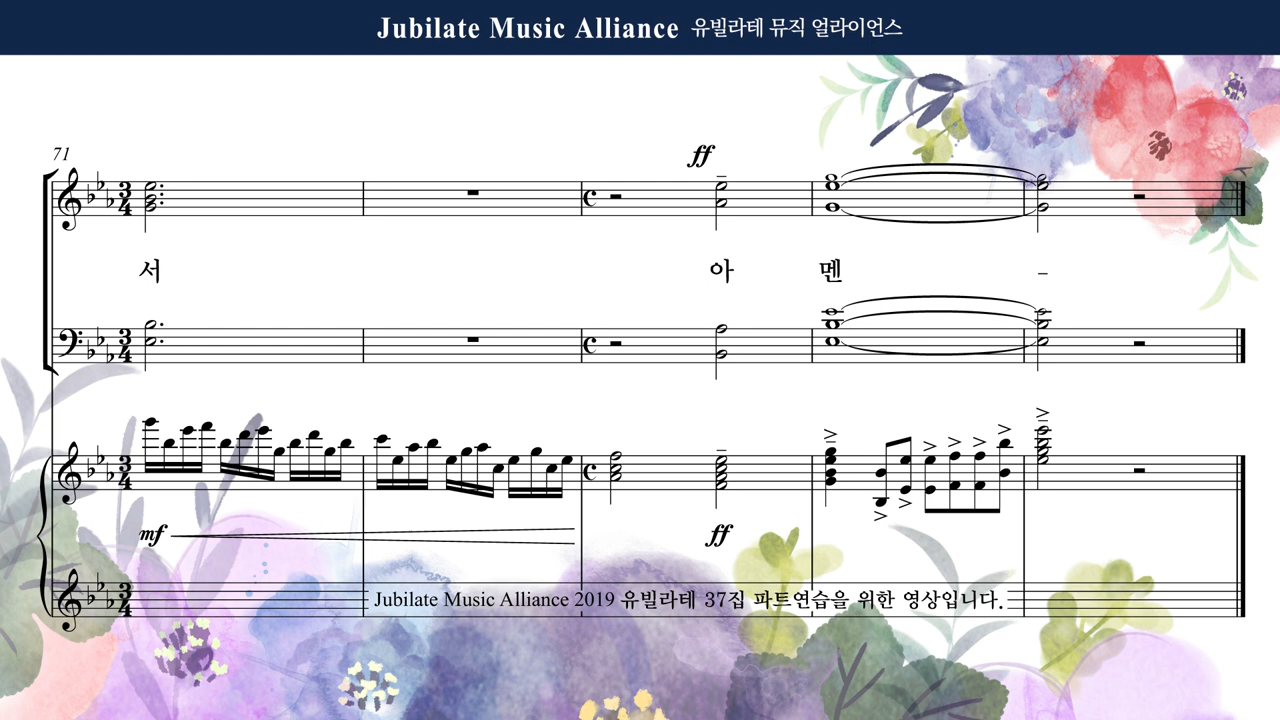 Jubilate Music Alliance 유빌라테 뮤직 얼라이언스
71
ff
서 아 멘 -
mf ff
Jubilate Music Alliance 2019 유빌라테 37집 파트연습을 위한 영상입니다.